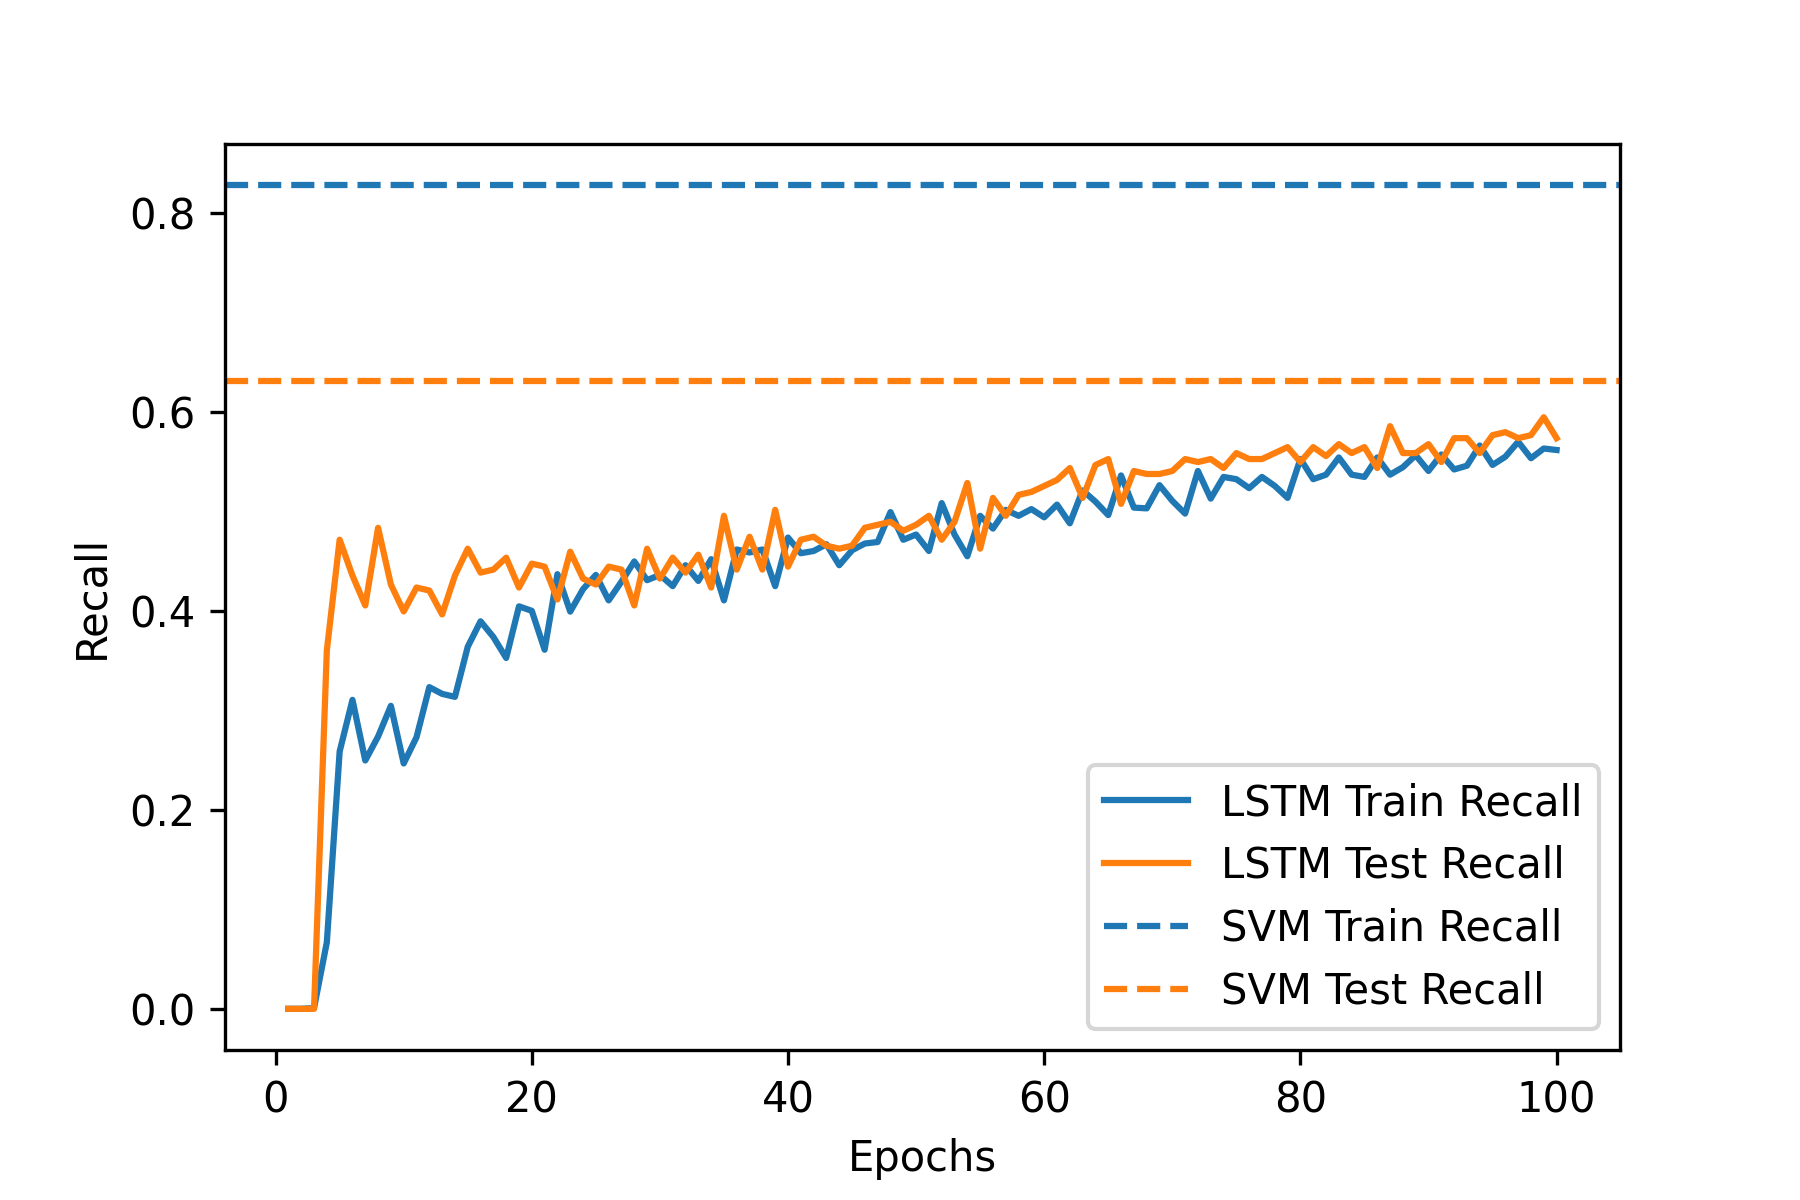 0.8
0.6
0.4
0.2
0.0
Recall
0 20 40 60 80 100
Epochs
LSTM Train Recall
LSTM Test Recall
SVM Train Recall
SVM Test Recall